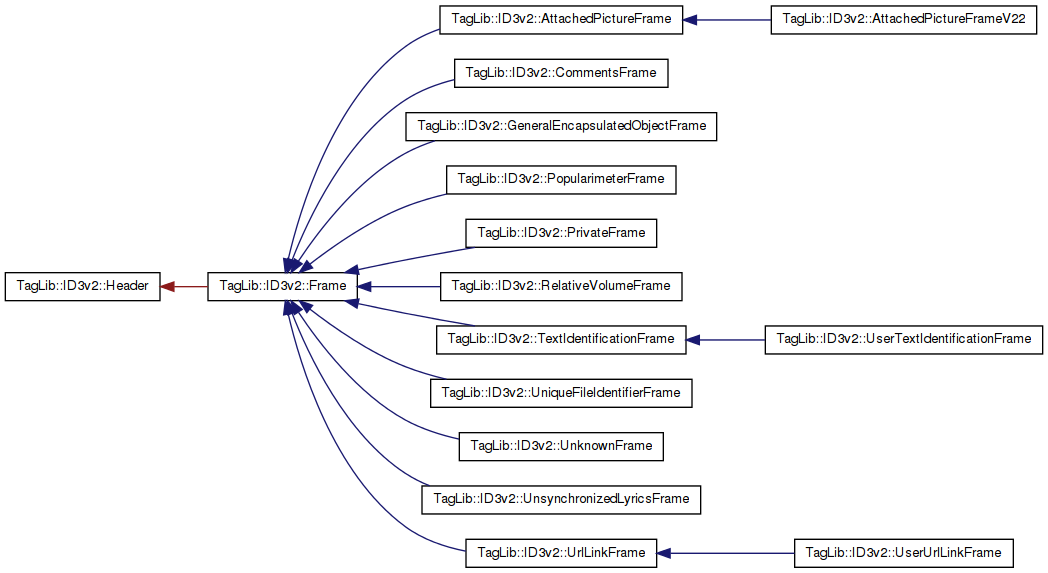 TagLib::ID3v2::AttachedPictureFrame
TagLib::ID3v2::AttachedPictureFrameV22
TagLib::ID3v2::CommentsFrame
TagLib::ID3v2::GeneralEncapsulatedObjectFrame
TagLib::ID3v2::PopularimeterFrame
TagLib::ID3v2::PrivateFrame
TagLib::ID3v2::Header
TagLib::ID3v2::Frame
TagLib::ID3v2::RelativeVolumeFrame
TagLib::ID3v2::TextIdentificationFrame
TagLib::ID3v2::UserTextIdentificationFrame
TagLib::ID3v2::UniqueFileIdentifierFrame
TagLib::ID3v2::UnknownFrame
TagLib::ID3v2::UnsynchronizedLyricsFrame
TagLib::ID3v2::UrlLinkFrame
TagLib::ID3v2::UserUrlLinkFrame